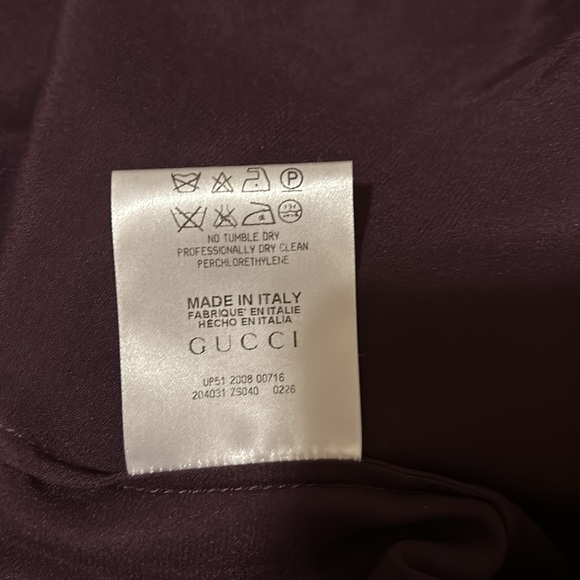 P
NO TUMBLE DRY
PROFESSIONALLY DRY CLEAN
PERCHLORETHYLENE
MADE IN ITALY
FABRIQUE' EN ITALIE
HECHO EN ITALIA
GUCCI
UP51 2008 00716
204031 ZS040 0226